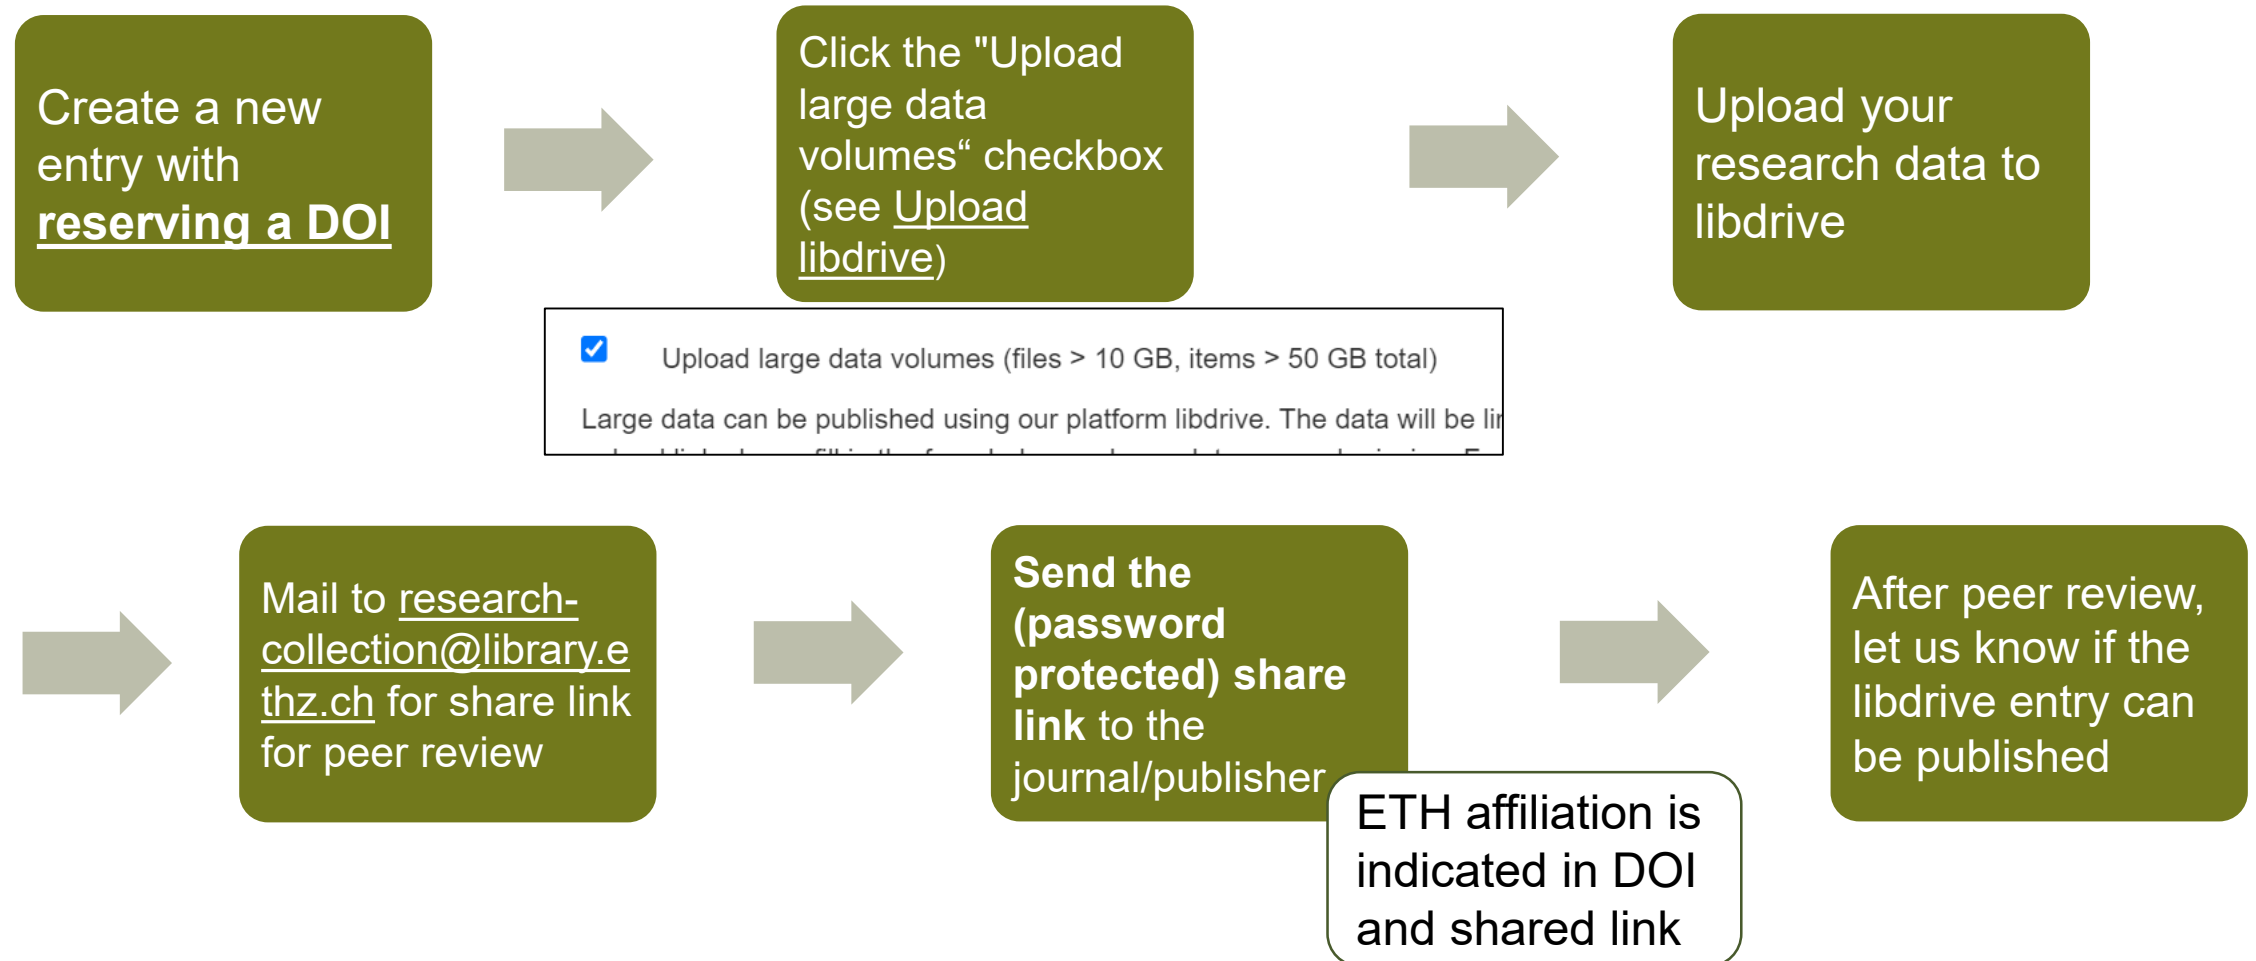 Create a new
entry with
reserving a DOI
Click the "Upload
large data
volumes“ checkbox
(see Upload
libdrive)
Upload your
research data to
libdrive
Upload large data volumes (files > 10 GB, items > 50 GB total)
Large data can be published using our platform libdrive. The data will be
Mail to research-
collection@library.e
thz.ch for share link
for peer review
Send the
(password
protected) share
link to the
journal/publisher
ETH affiliation is
indicated in DOI
and shared link
After peer review,
let us know if the
libdrive entry can
be published